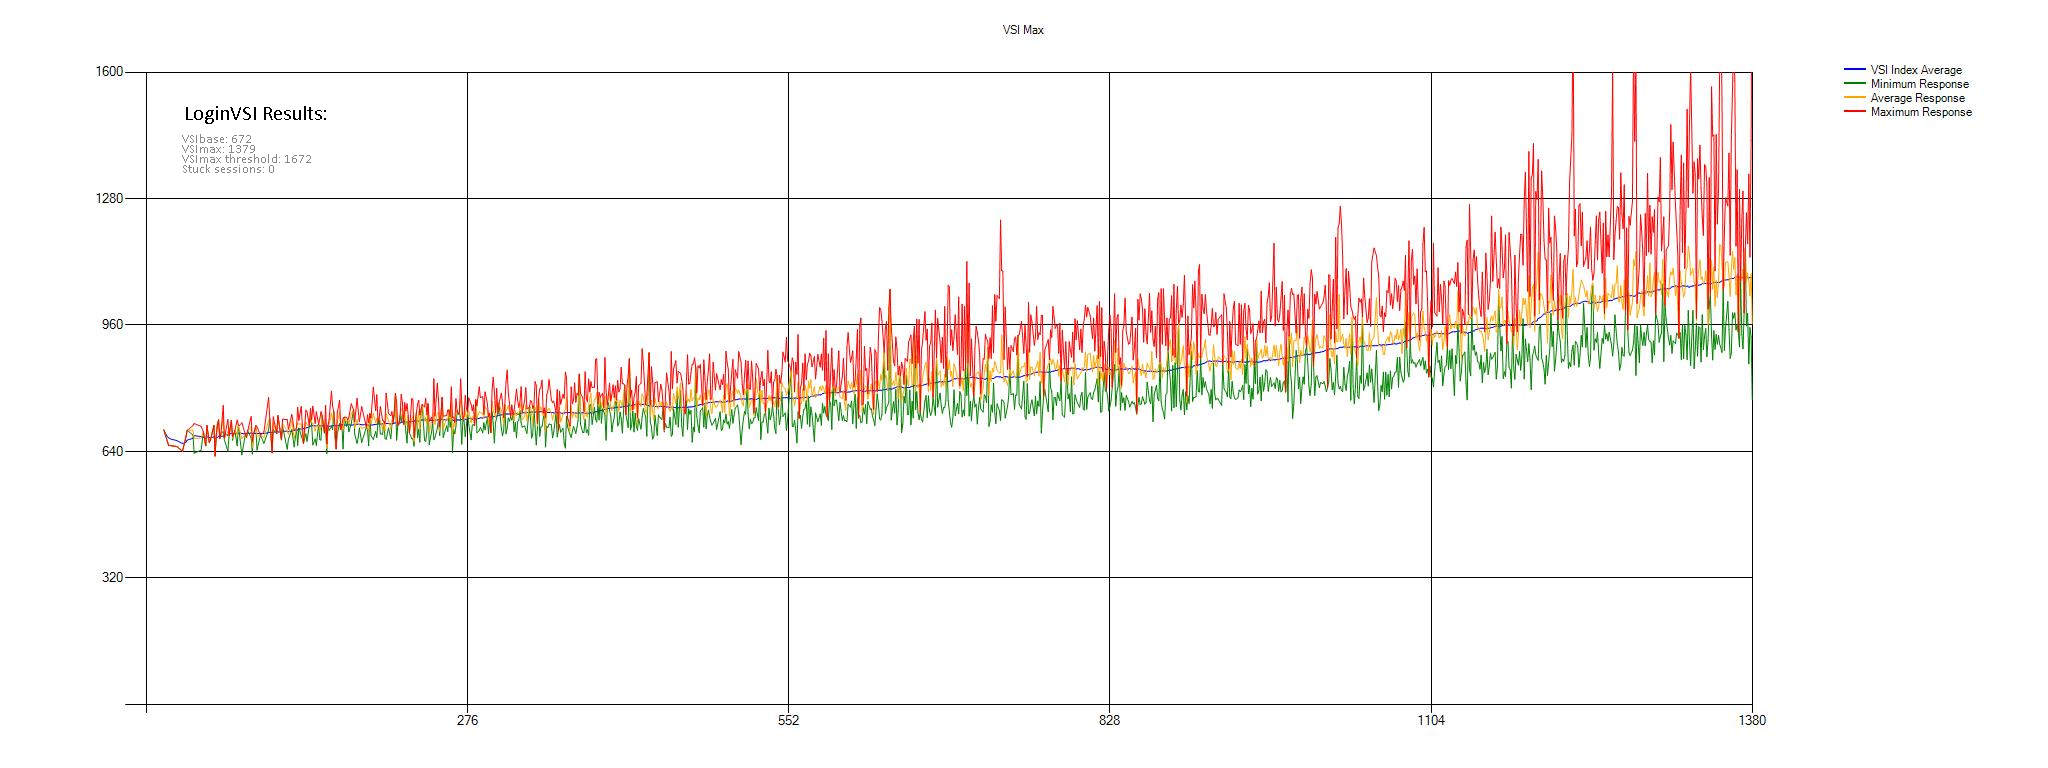 VSI Max
1600
1280
960
640
320
276
552
828
1104
1380
LoginVSI Results:
VSIbase: 672
VSImax: 1379
VSImax threshold: 1672
Stuck sessions: 0
VSI Index Average
Minimum Response
Average Response
Maximum Response